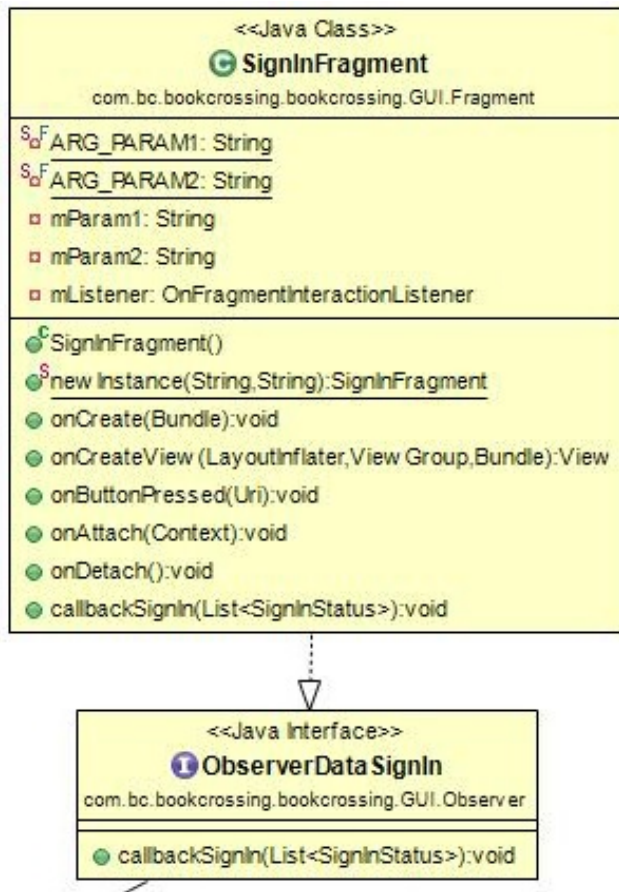 <<Java Class>>
C SignInFragment
com.bc.bookcrossing.bookcrossing.GUI.Fragment
S F ARG_PARAM1: String
S F ARG_PARAM2: String
mParam1: String
mParam2: String
mListener: OnFragmentInteractionListener
C SignInFragment()
S newInstance(String,String):SignInFragment
onCreate(Bundle):void
onCreateView(LayoutInflater,ViewGroup,Bundle):View
onButtonPressed(Uri):void
onAttach(Context):void
onDetach():void
callbackSignIn(List<SignInStatus>):void
<<Java Interface>>
I ObserverDataSignIn
com.bc.bookcrossing.bookcrossing.GUI.Observer
callbackSignIn(List<SignInStatus>):void